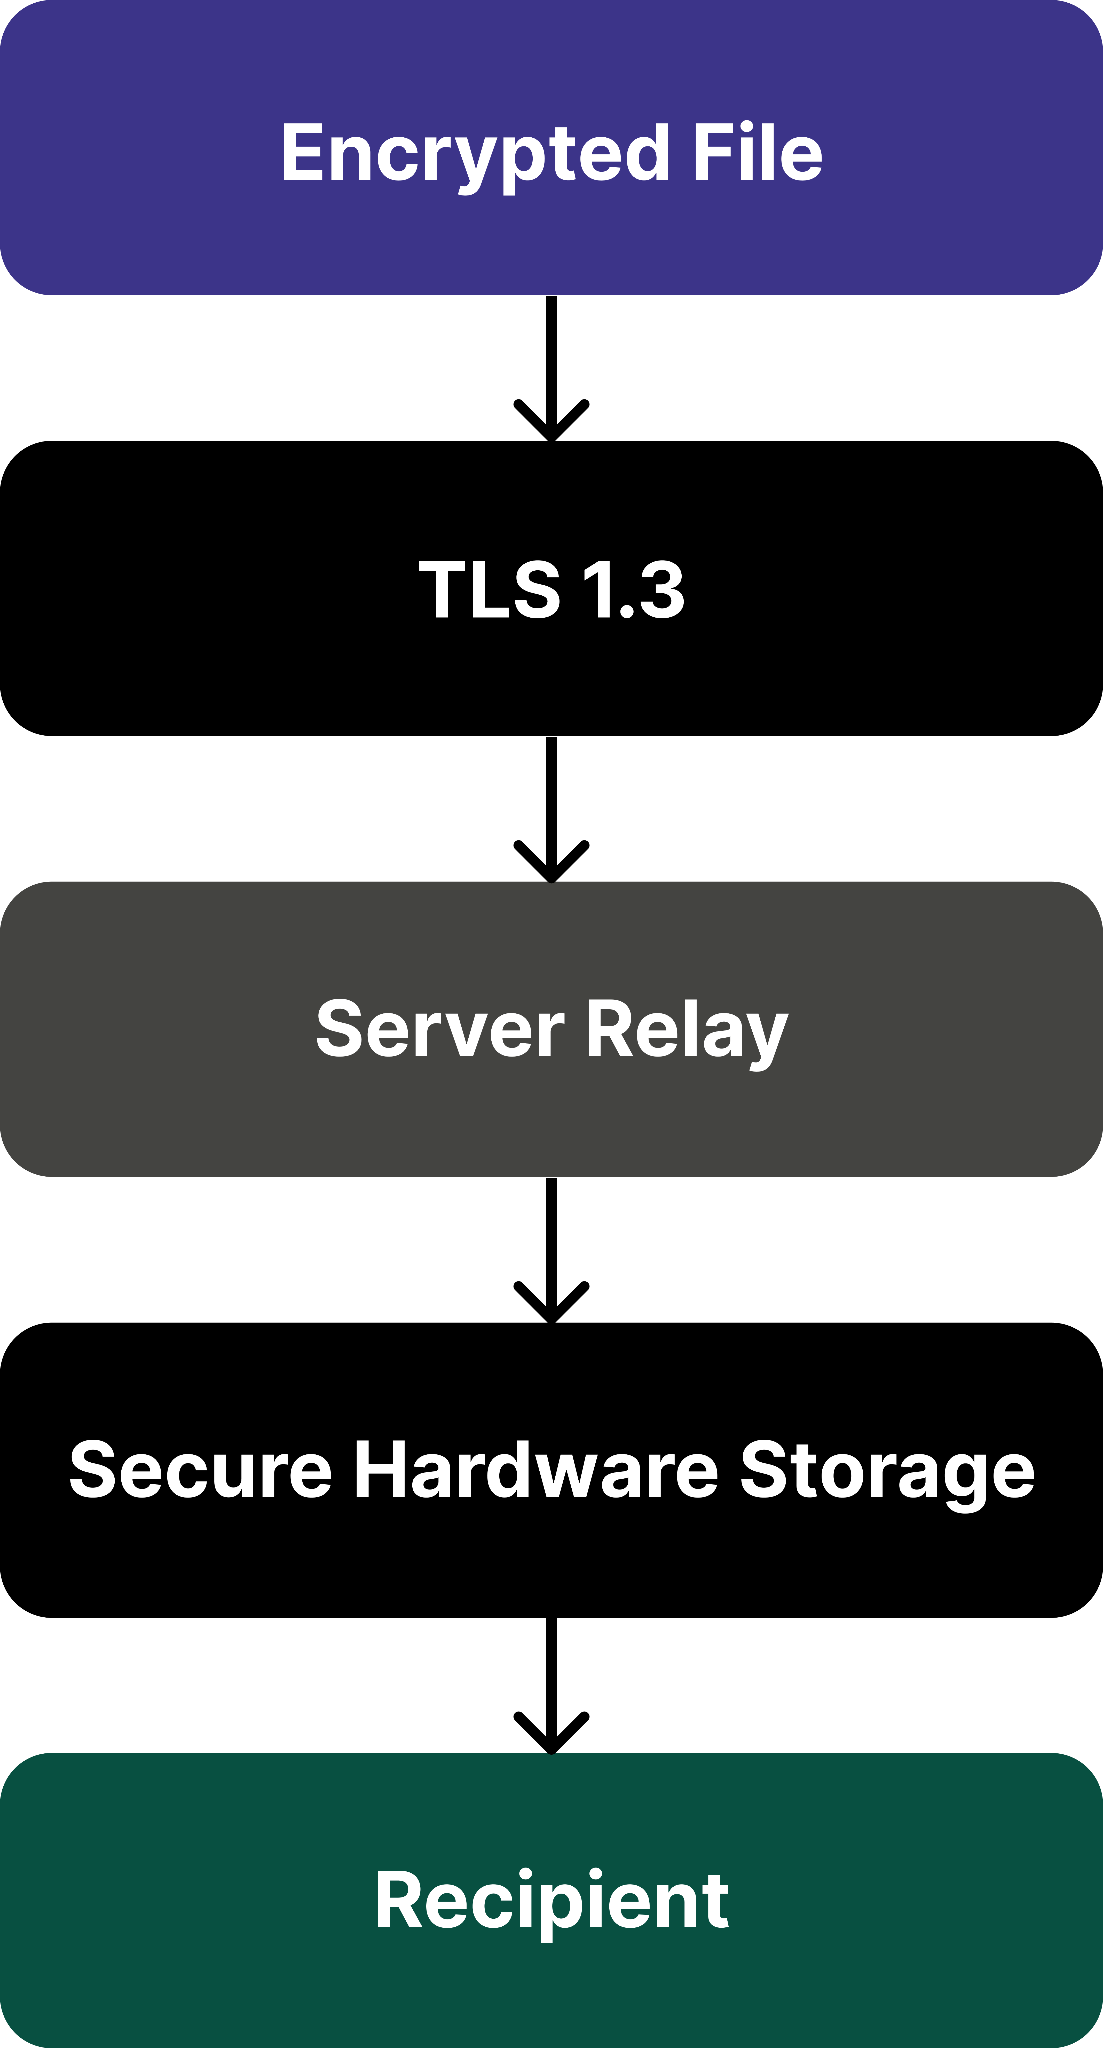 Encrypted File
TLS 1.3
Server Relay
Secure Hardware Storage
Recipient